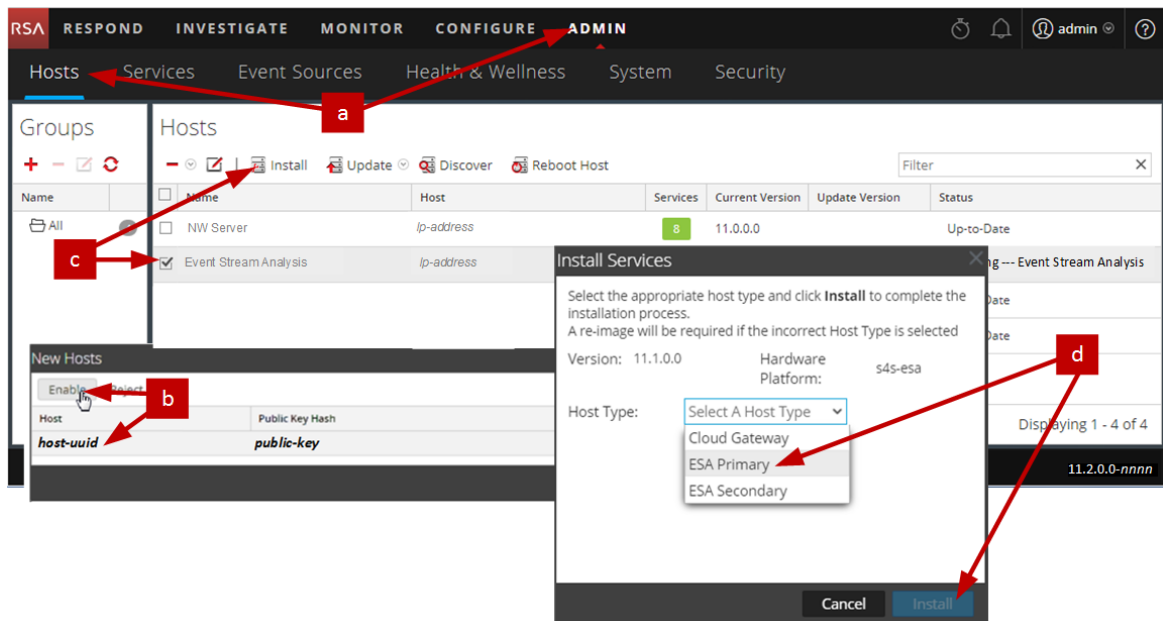 RSA RESPOND INVESTIGATE MONITOR CONFIGURE ADMIN admin
Hosts Services Event Sources Health & Wellness System Security
a
Groups
Hosts
Install Update Discover Reboot Host Filter
Name
Name Host Services Current Version Update Version Status
All
NW Server Ip-address 8 11.0.0.0 Up-to-Date
c
Event Stream Analysis Ip-address ng --- Event Stream Analysis
Date
Date
Displaying 1 - 4 of 4
11.2.0.0-nnnn
New Hosts
Enable Reject
b
Host Public Key Hash
host-uuid public-key
Install Services
Select the appropriate host type and click Install to complete the
installation process.
A re-image will be required if the incorrect Host Type is selected
Version: 11.1.0.0 Hardware
Platform: s4s-esa
d
Host Type: Select A Host Type
Cloud Gateway
ESA Primary
ESA Secondary
Cancel Install